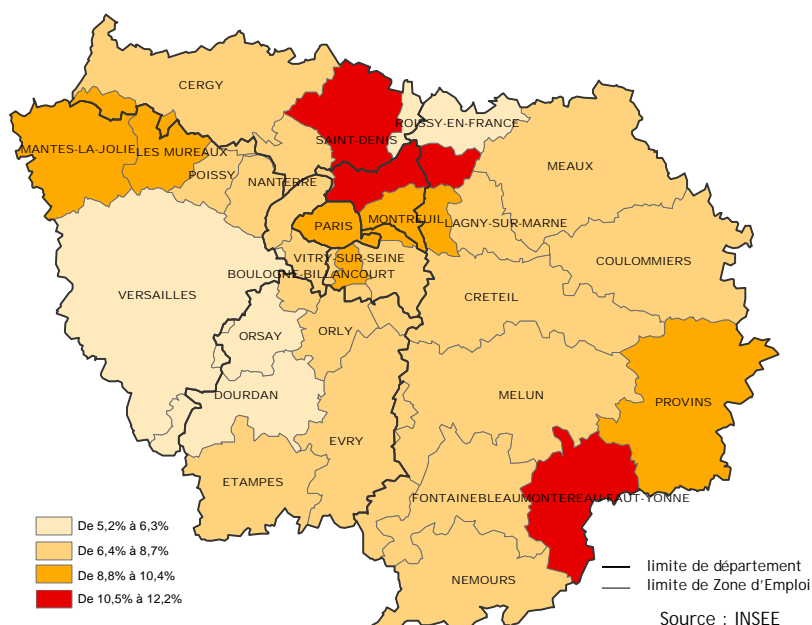 CERGY
ROISSY-EN-FRANCE
SAINT-DENIS
MANTES-LA-JOLIE
LES MUREAUX
MEAUX
POISSY
NANTERRE
PARIS
MONTREUIL
LAGNY-SUR-MARNE
VITRY-SUR-SEINE
COULOMMIERS
BOULOGNE-BILLANCOURT
VERSAILLES
CRETEIL
ORSAY
ORLY
DOURDAN
MELUN
PROVINS
EVRY
ETAMPES
FONTAINEBLEAU
MONTEREAU-FAUT-YONNE
NEMOURS
De 5,2% à 6,3%
De 6,4% à 8,7%
De 8,8% à 10,4%
De 10,5% à 12,2%
limite de département
limite de Zone d'Emploi
Source : INSEE